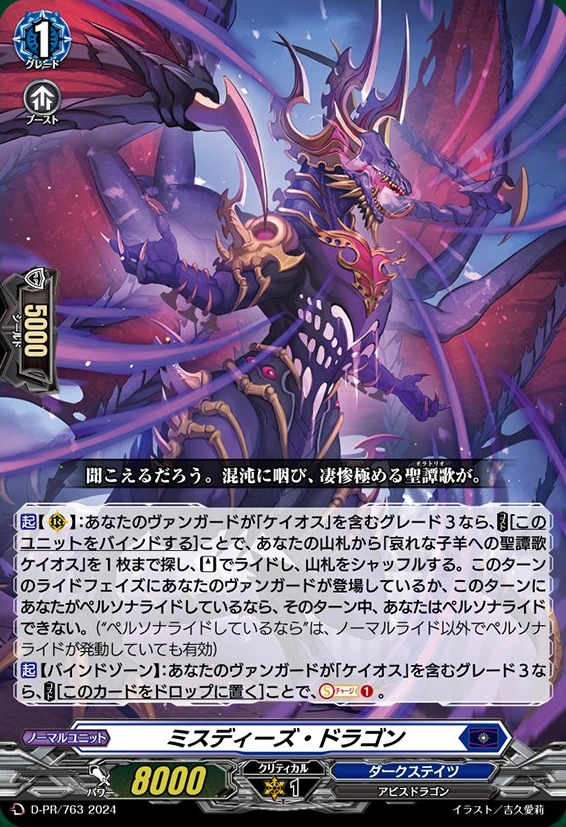 1
グレード
ブースト
5000
シールド
聞こえるだろう。混沌に咽び、凄惨極める聖譚歌が。
オラトリオ
起【R】:あなたのヴァンガードが「ケイオス」を含むグレード3なら、コスト[この
ユニットをバインドする]ことで、あなたの山札から「哀れな子羊への聖譚歌
ケイオス」を1枚まで探し、でライドし、山札をシャッフルする。このターン
のライドフェイズにあなたのヴァンガードが登場しているか、このターンに
あなたがペルソナライドしているなら、そのターン中、あなたはペルソナライド
できない。(“ペルソナライドしているなら”は、ノーマルライド以外でペルソナ
ライドが発動していても有効)
起【バインドゾーン】:あなたのヴァンガードが「ケイオス」を含むグレード3な
ら、コスト[このカードをドロップに置く]ことで、Sチャージ1。
ノーマルユニット
ミスディーズ・ドラゴン
パワー
8000
クリティカル
1
ダークステイツ
アビスドラゴン
D-PR/763 2024
イラスト/吉久愛莉